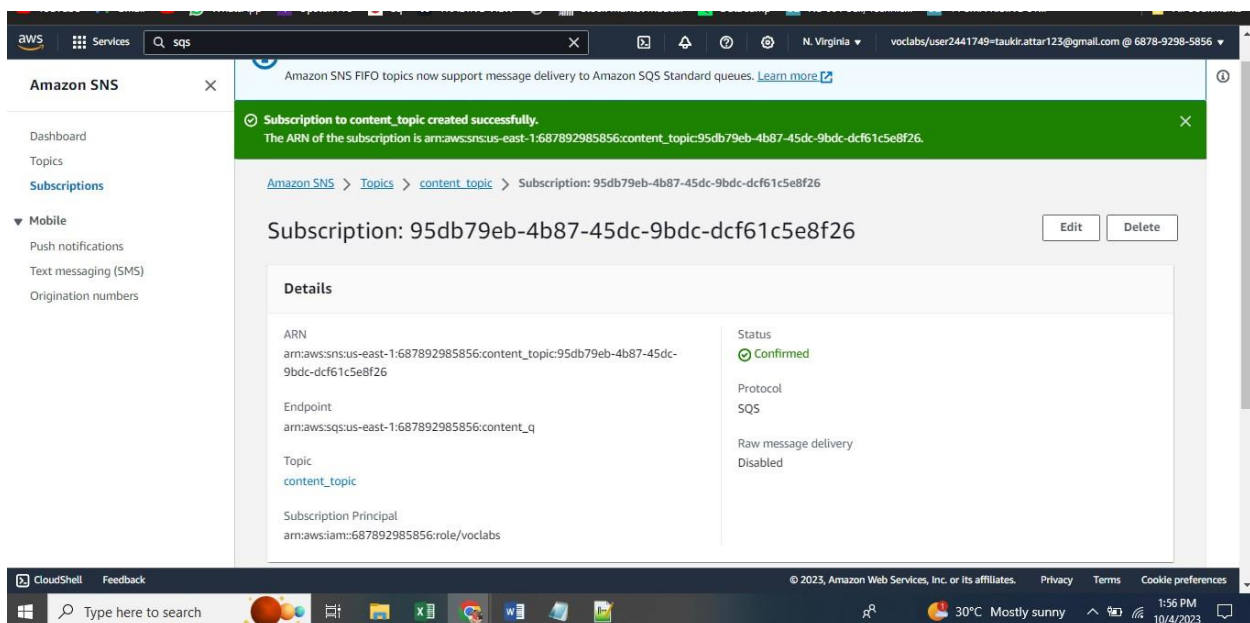 aws
Services
sqs
N. Virginia
voclabs/user2441749=taukir.attar123@gmail.com @ 6878-9298-5856
Amazon SNS
Dashboard
Topics
Subscriptions
Mobile
Push notifications
Text messaging (SMS)
Origination numbers
Amazon SNS FIFO topics now support message delivery to Amazon SQS Standard queues. Learn more
Subscription to content_topic created successfully.
The ARN of the subscription is arn:aws:sns:us-east-1:687892985856:content_topic:95db79eb-4b87-45dc-9bdc-dcf61c5e8f26.
Amazon SNS > Topics > content_topic > Subscription: 95db79eb-4b87-45dc-9bdc-dcf61c5e8f26
Subscription: 95db79eb-4b87-45dc-9bdc-dcf61c5e8f26
Edit
Delete
Details
ARN
arn:aws:sns:us-east-1:687892985856:content_topic:95db79eb-4b87-45dc-
9bdc-dcf61c5e8f26
Endpoint
arn:aws:sqs:us-east-1:687892985856:content_q
Topic
content_topic
Subscription Principal
arn:aws:iam::687892985856:role/voclabs
Status
Confirmed
Protocol
SQS
Raw message delivery
Disabled
CloudShell Feedback
© 2023, Amazon Web Services, Inc. or its affiliates. Privacy Terms Cookie preferences
Type here to search
30°C Mostly sunny
1:56 PM
10/4/2023